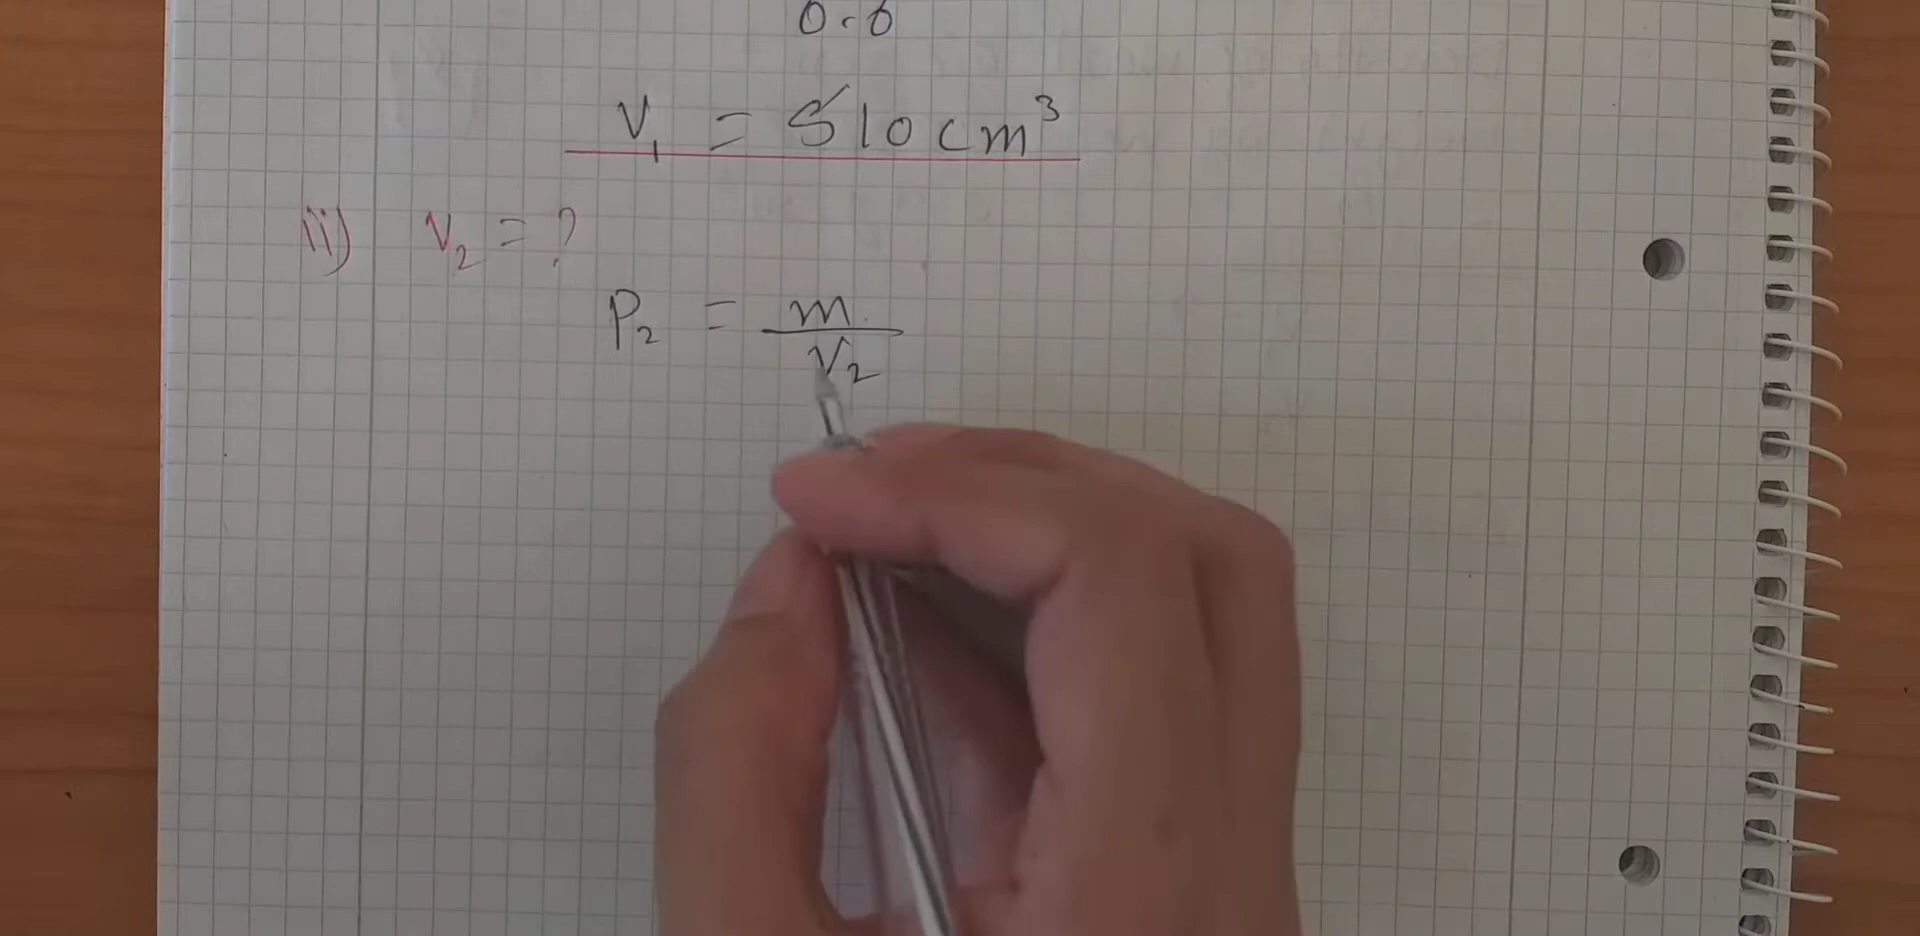 0.6
V₁ = 510 cm³
ii) V₂ = ?
P₂ = m / V₂